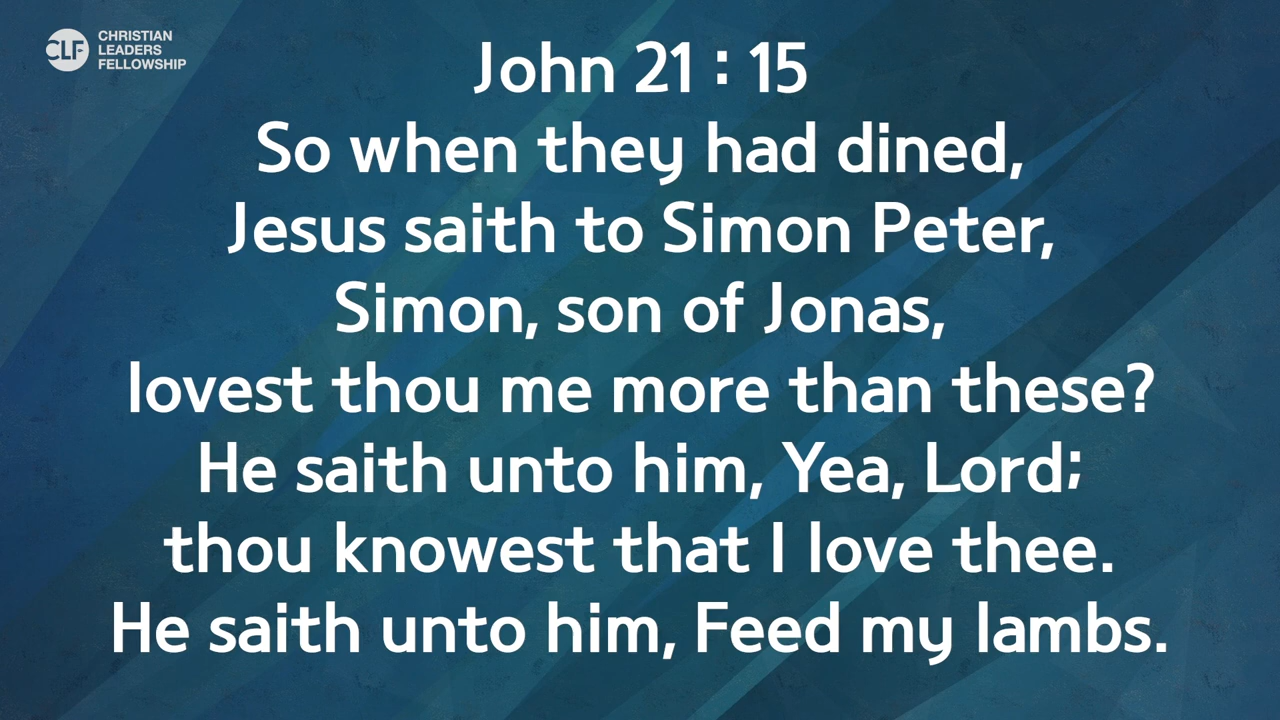 CLF
CHRISTIAN
LEADERS
FELLOWSHIP
John 21 : 15
So when they had dined,
Jesus saith to Simon Peter,
Simon, son of Jonas,
lovest thou me more than these?
He saith unto him, Yea, Lord;
thou knowest that I love thee.
He saith unto him, Feed my lambs.